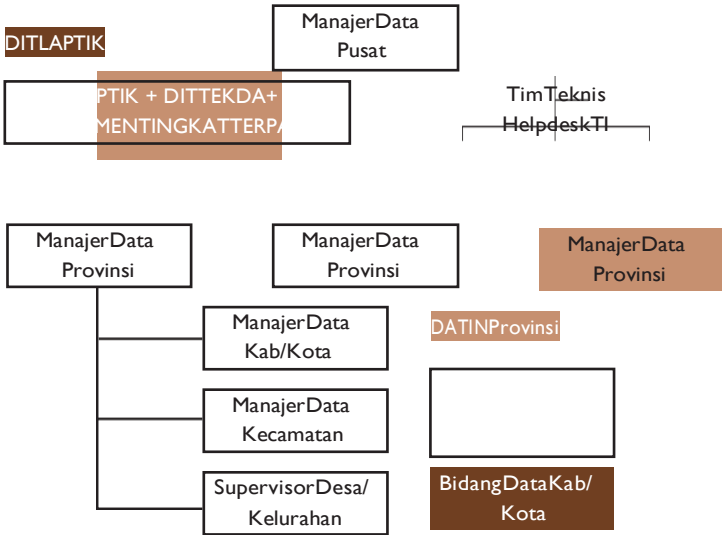 ManajerData
Pusat
DITLAPTIK
PTIK + DITTEKDA+
MENTINGKATTERPA
TimTeknis
HelpdeskTI
ManajerData
Provinsi
ManajerData
Provinsi
ManajerData
Provinsi
ManajerData
Kab/Kota
DATINProvinsi
ManajerData
Kecamatan
SupervisorDesa/
Kelurahan
BidangDataKab/
Kota